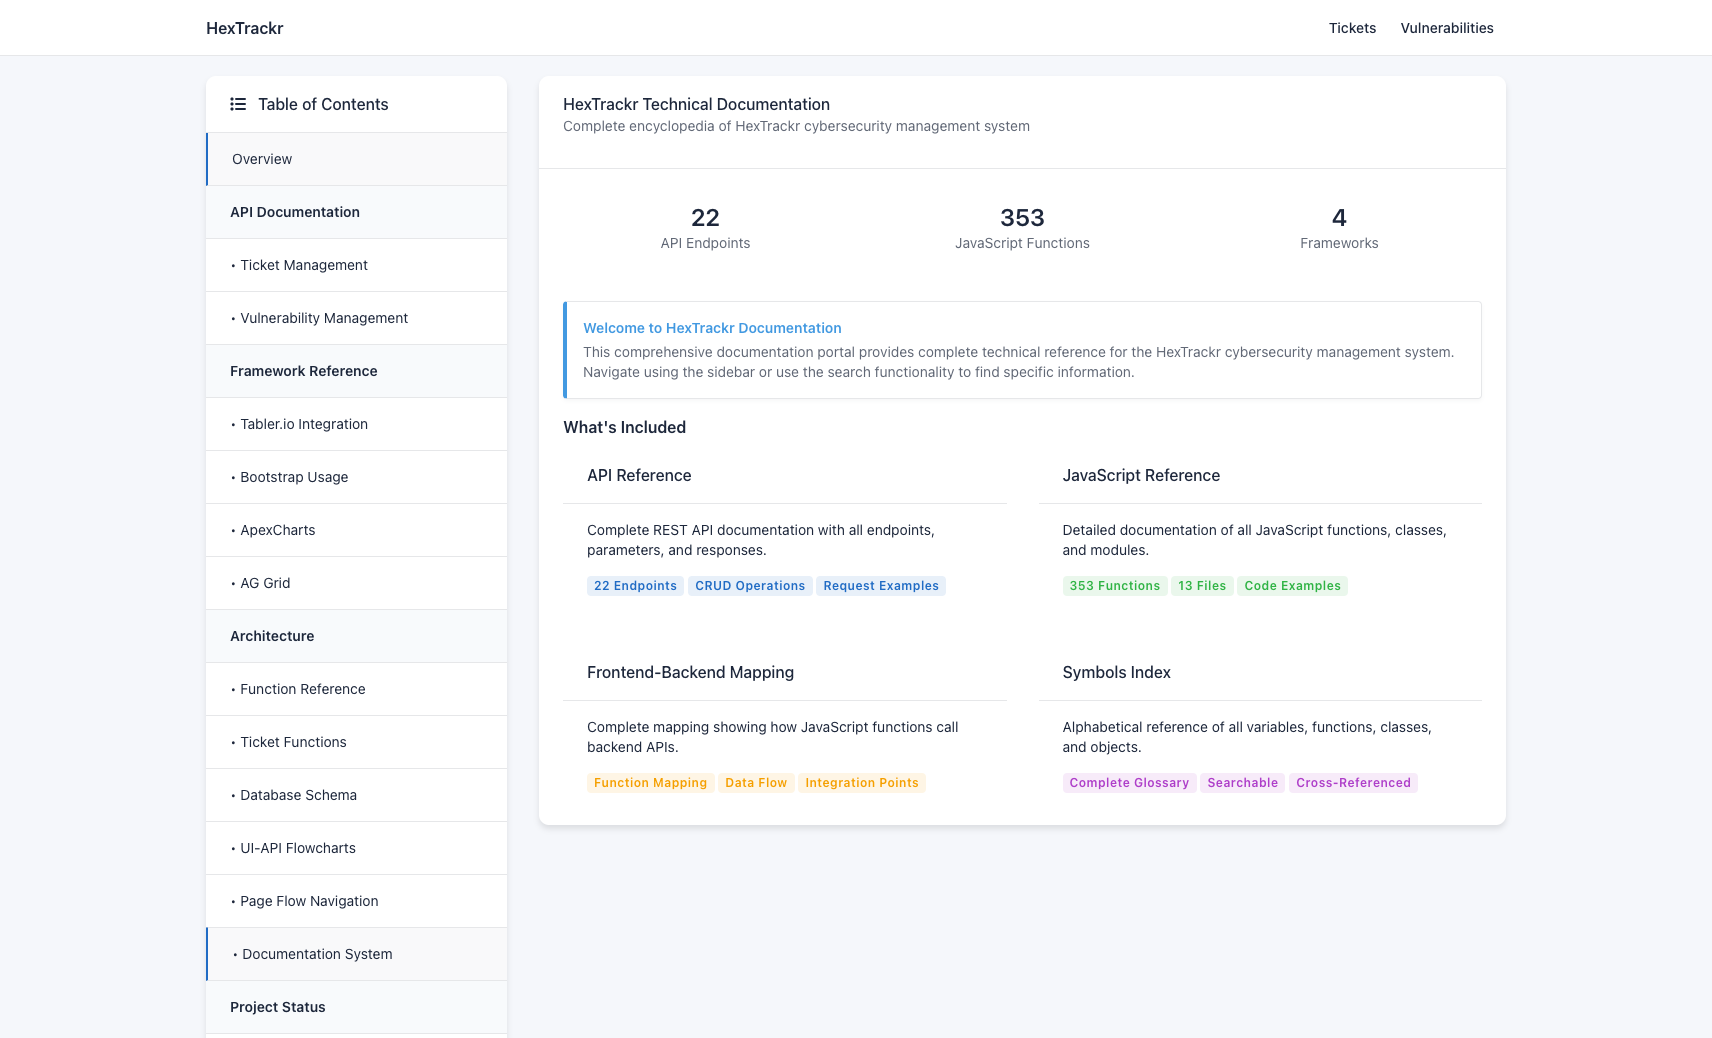 HexTrackr
Tickets
Vulnerabilities
Table of Contents
Overview
API Documentation
• Ticket Management
• Vulnerability Management
Framework Reference
• Tabler.io Integration
• Bootstrap Usage
• ApexCharts
• AG Grid
Architecture
• Function Reference
• Ticket Functions
• Database Schema
• UI-API Flowcharts
• Page Flow Navigation
• Documentation System
Project Status
HexTrackr Technical Documentation
Complete encyclopedia of HexTrackr cybersecurity management system
22
API Endpoints
353
JavaScript Functions
4
Frameworks
Welcome to HexTrackr Documentation
This comprehensive documentation portal provides complete technical reference for the HexTrackr cybersecurity management system.
Navigate using the sidebar or use the search functionality to find specific information.
What's Included
API Reference
Complete REST API documentation with all endpoints,
parameters, and responses.
22 Endpoints CRUD Operations Request Examples
JavaScript Reference
Detailed documentation of all JavaScript functions, classes,
and modules.
353 Functions 13 Files Code Examples
Frontend-Backend Mapping
Complete mapping showing how JavaScript functions call
backend APIs.
Function Mapping Data Flow Integration Points
Symbols Index
Alphabetical reference of all variables, functions, classes,
and objects.
Complete Glossary Searchable Cross-Referenced